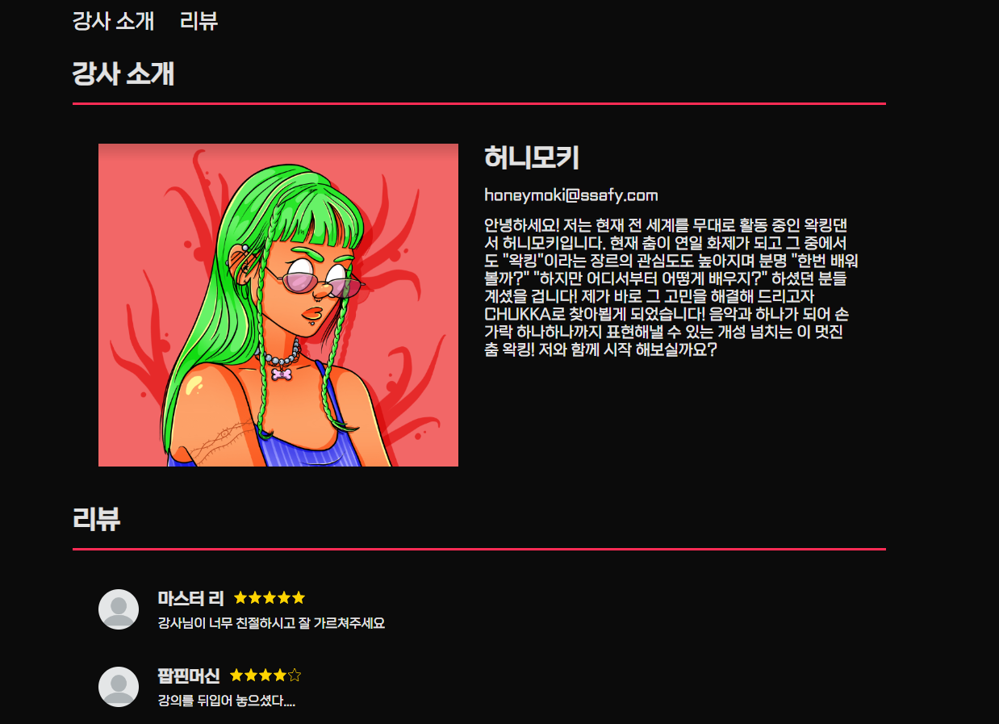 강사 소개 리뷰
강사 소개
허니모키
honeymoki@ssafy.com
안녕하세요! 저는 현재 전 세계를 무대로 활동 중인 왁킹댄
서 허니모키입니다. 현재 춤이 연일 화제가 되고 그 중에서
도 "왁킹"이라는 장르의 관심도도 높아지며 분명 "한번 배워
볼까?" "하지만 어디서부터 어떻게 배우지?" 하셨던 분들
계셨을 겁니다! 제가 바로 그 고민을 해결해 드리고자
CHUKKA로 찾아뵙게 되었습니다! 음악과 하나가 되어 손
가락 하나하나까지 표현해낼 수 있는 개성 넘치는 이 멋진
춤 왁킹! 저와 함께 시작 해보실까요?
리뷰
마스터 리 ★★★★★
강사님이 너무 친절하시고 잘 가르쳐주세요
팝핀머신 ★★★★☆
강의를 뒤입어 놓으셨다....